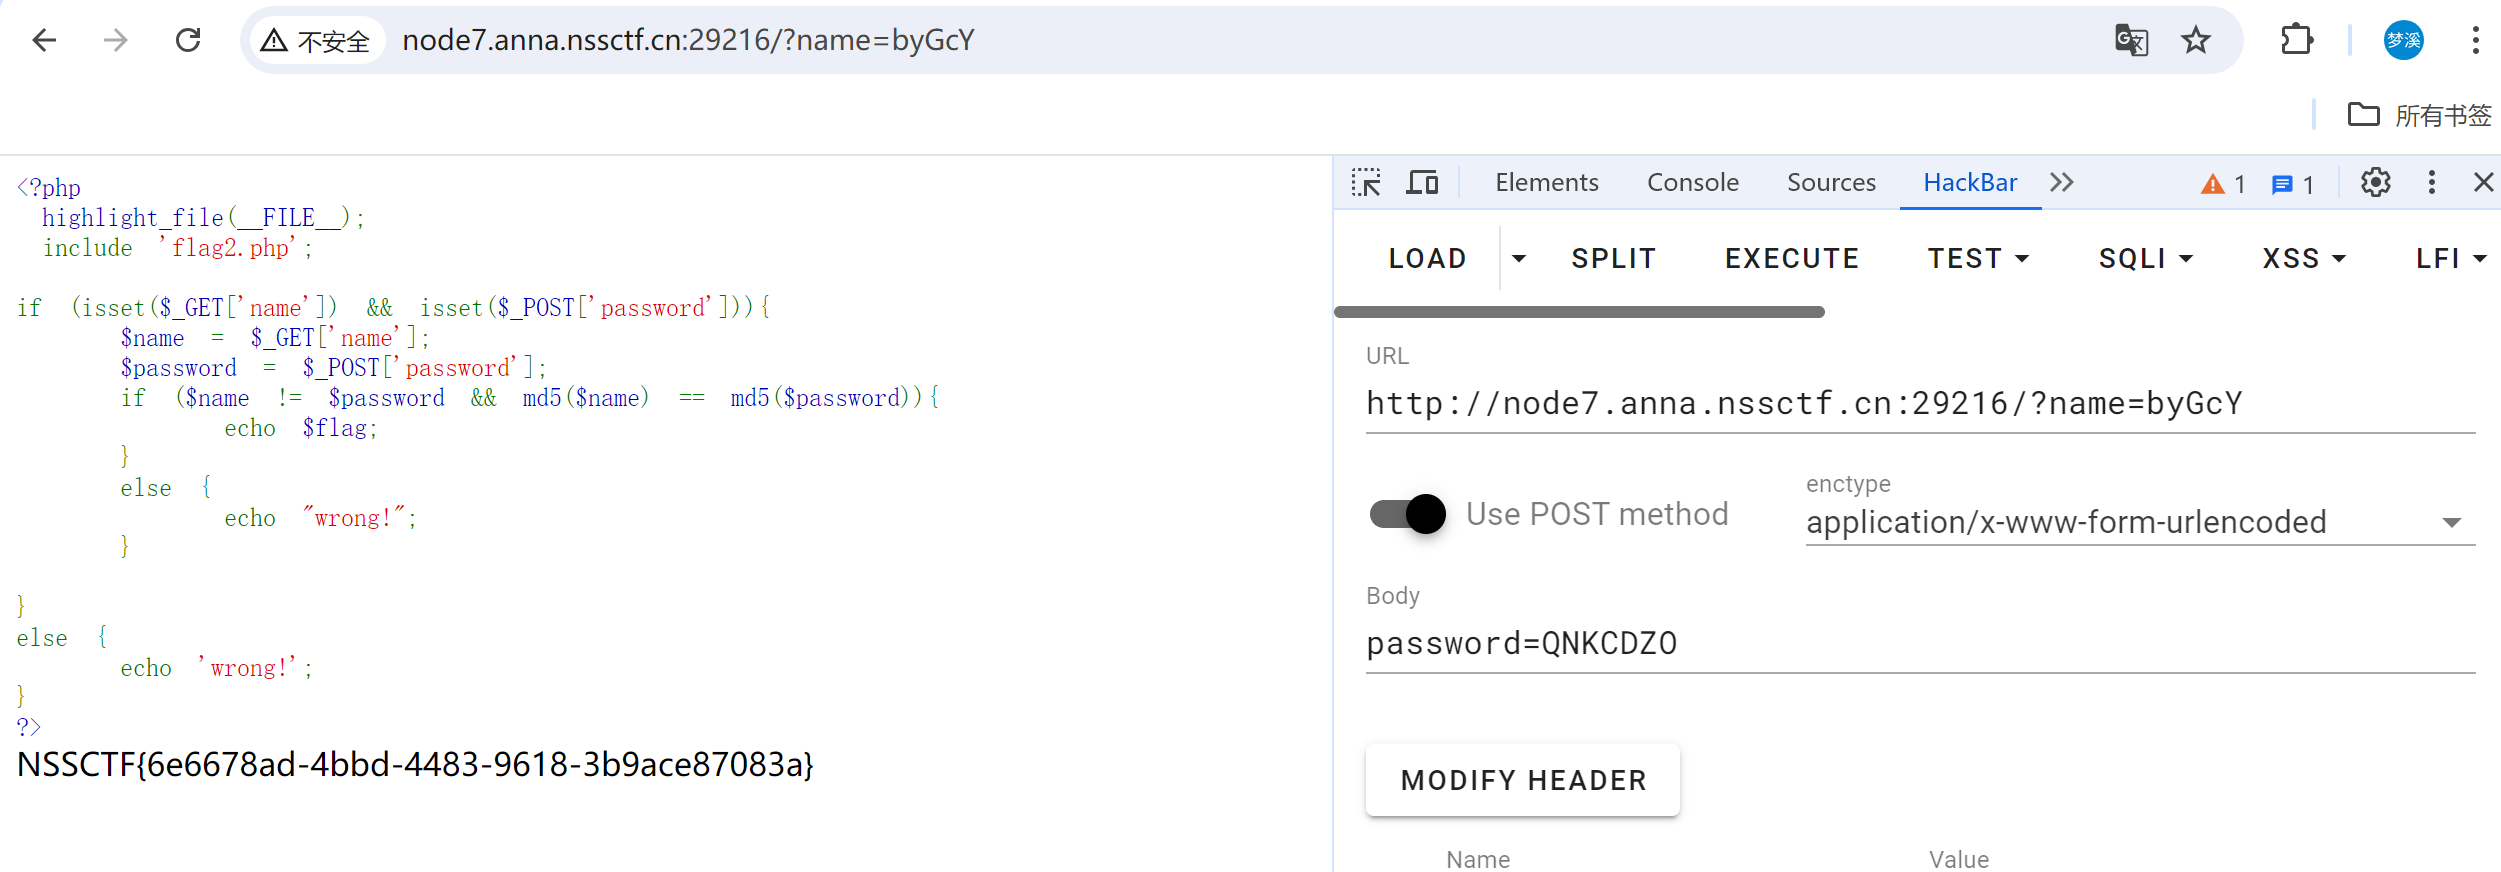 不安全 node7.anna.nssctf.cn:29216/?name=byGcY
梦溪
所有书签
<?php
highlight_file(__FILE__);
include 'flag2.php';
if (isset($_GET['name']) && isset($_POST['password'])){
$name = $_GET['name'];
$password = $_POST['password'];
if ($name != $password && md5($name) == md5($password)){
echo $flag;
}
else {
echo "wrong!";
}
}
else {
echo 'wrong!';
}
?>
NSSCTF{6e6678ad-4bbd-4483-9618-3b9ace87083a}
Elements Console Sources HackBar 1 1
LOAD SPLIT EXECUTE TEST SQLI XSS LFI
URL
http://node7.anna.nssctf.cn:29216/?name=byGcY
Use POST method
enctype
application/x-www-form-urlencoded
Body
password=QNKCDZO
MODIFY HEADER
Name Value